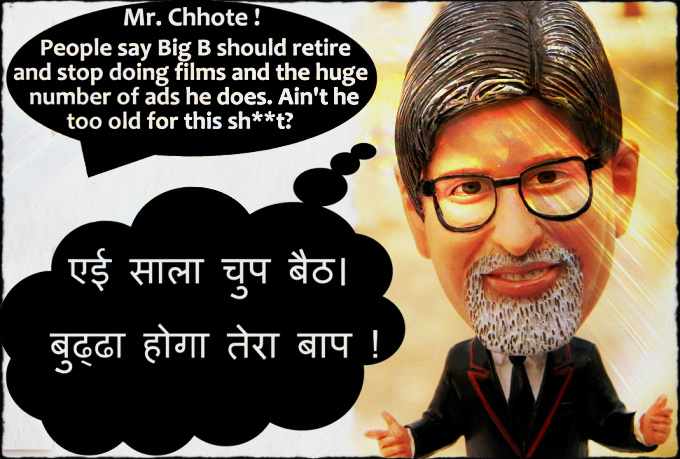 Mr. Chhote !
People say Big B should retire
and stop doing films and the huge
number of ads he does. Ain't he
too old for this sh**t?
एई साला चुप बैठ।
बुढ्ढा होगा तेरा बाप !